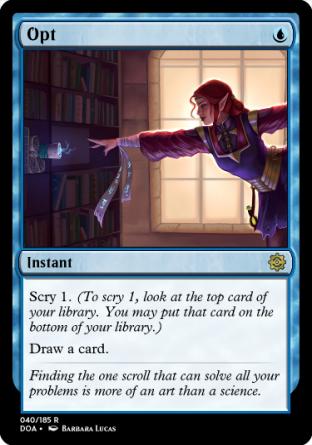 Opt
Instant
Scry 1. (To scry 1, look at the top card of
your library. You may put that card on the
bottom of your library.)
Draw a card.
Finding the one scroll that can solve all your
problems is more of an art than a science.
040/185 R
DOA • Barbara Lucas